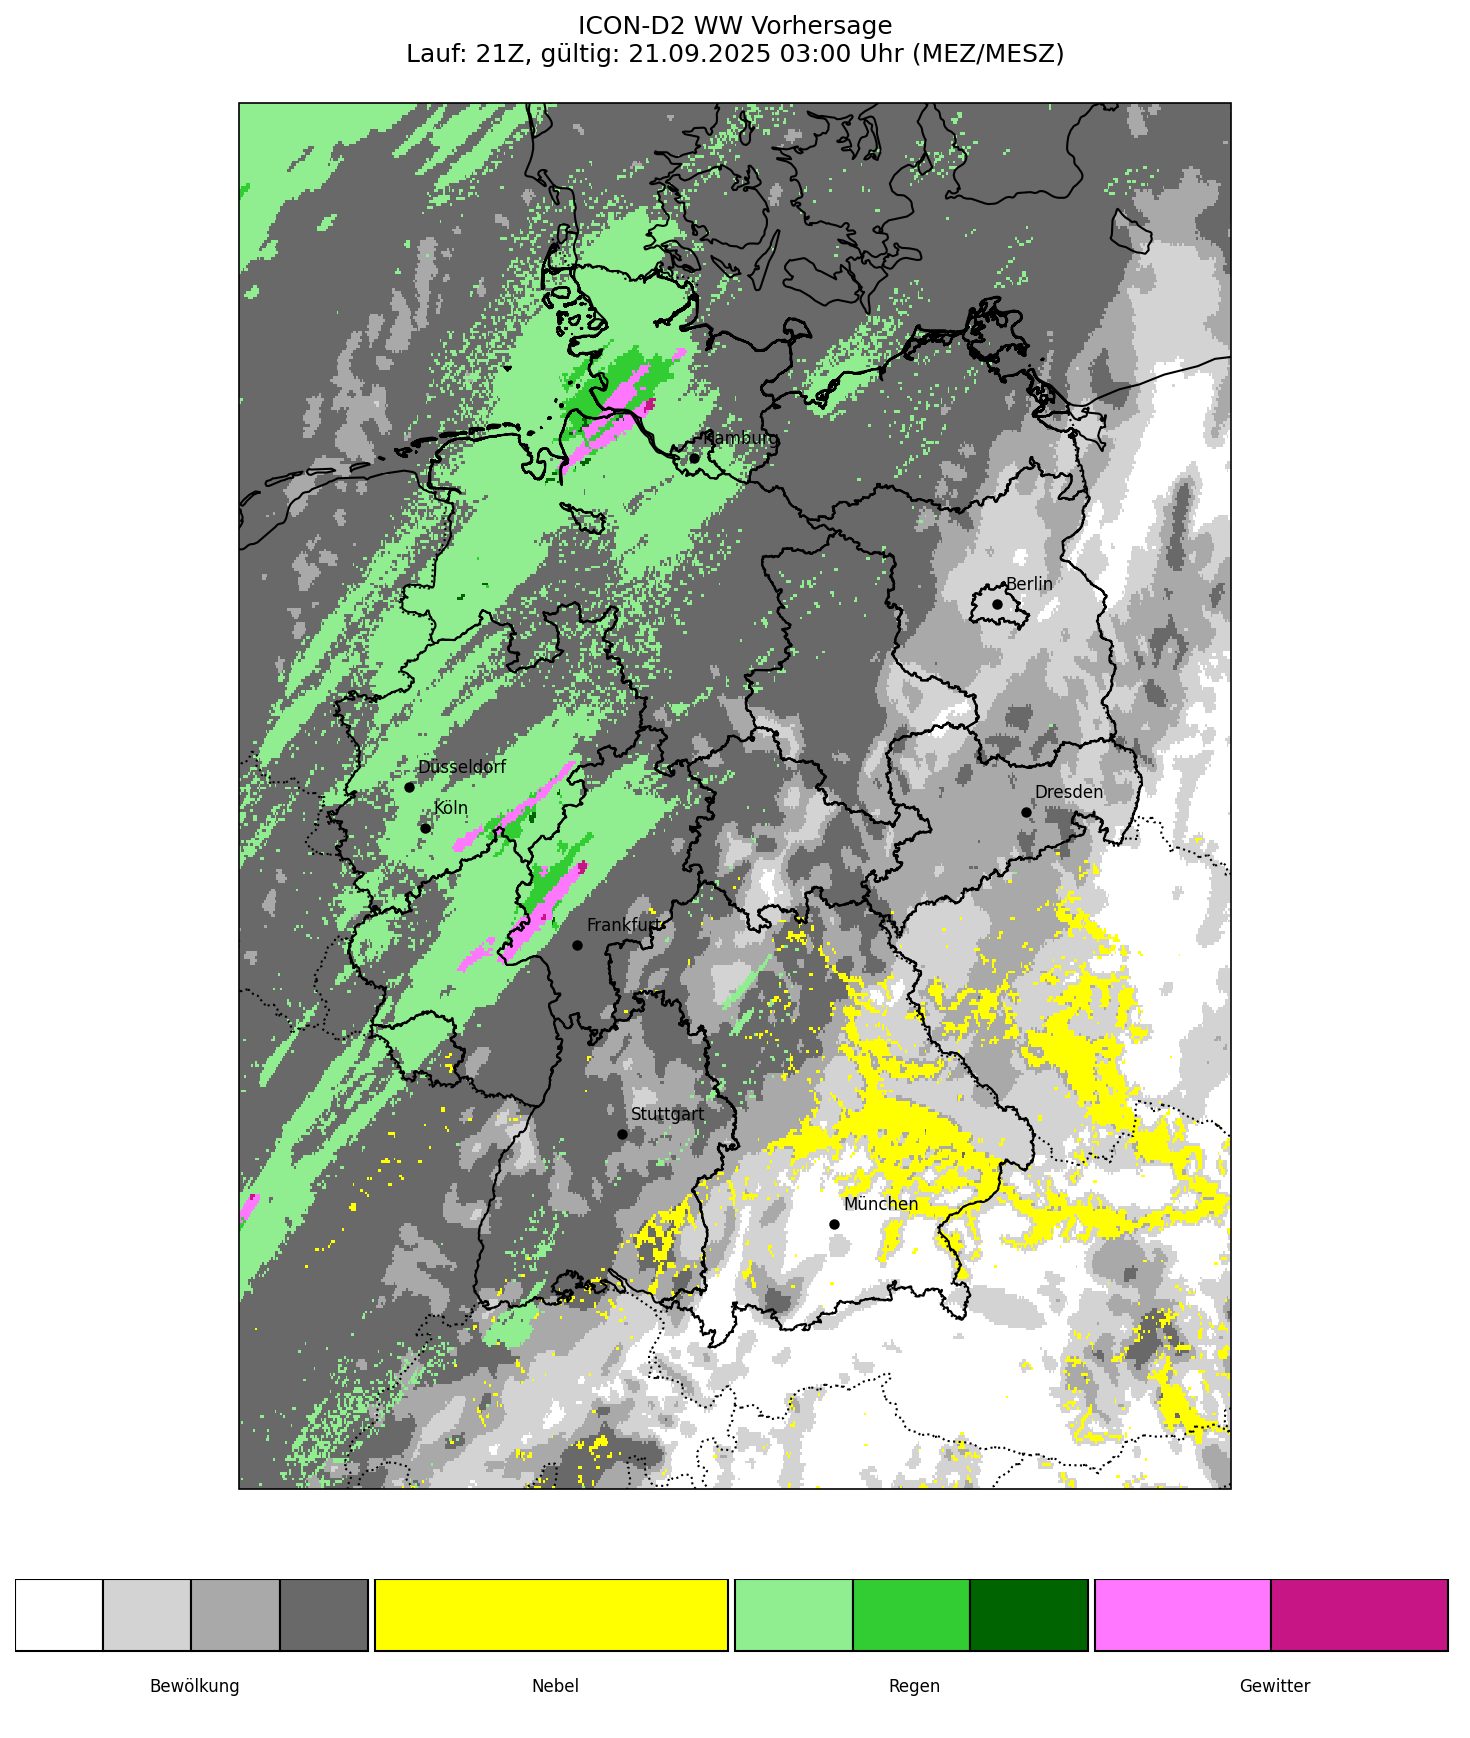 ICON-D2 WW Vorhersage
Lauf: 21Z, gültig: 21.09.2025 03:00 Uhr (MEZ/MESZ)
Hamburg
Berlin
Düsseldorf
Köln
Dresden
Frankfurt
Stuttgart
München
Bewölkung
Nebel
Regen
Gewitter